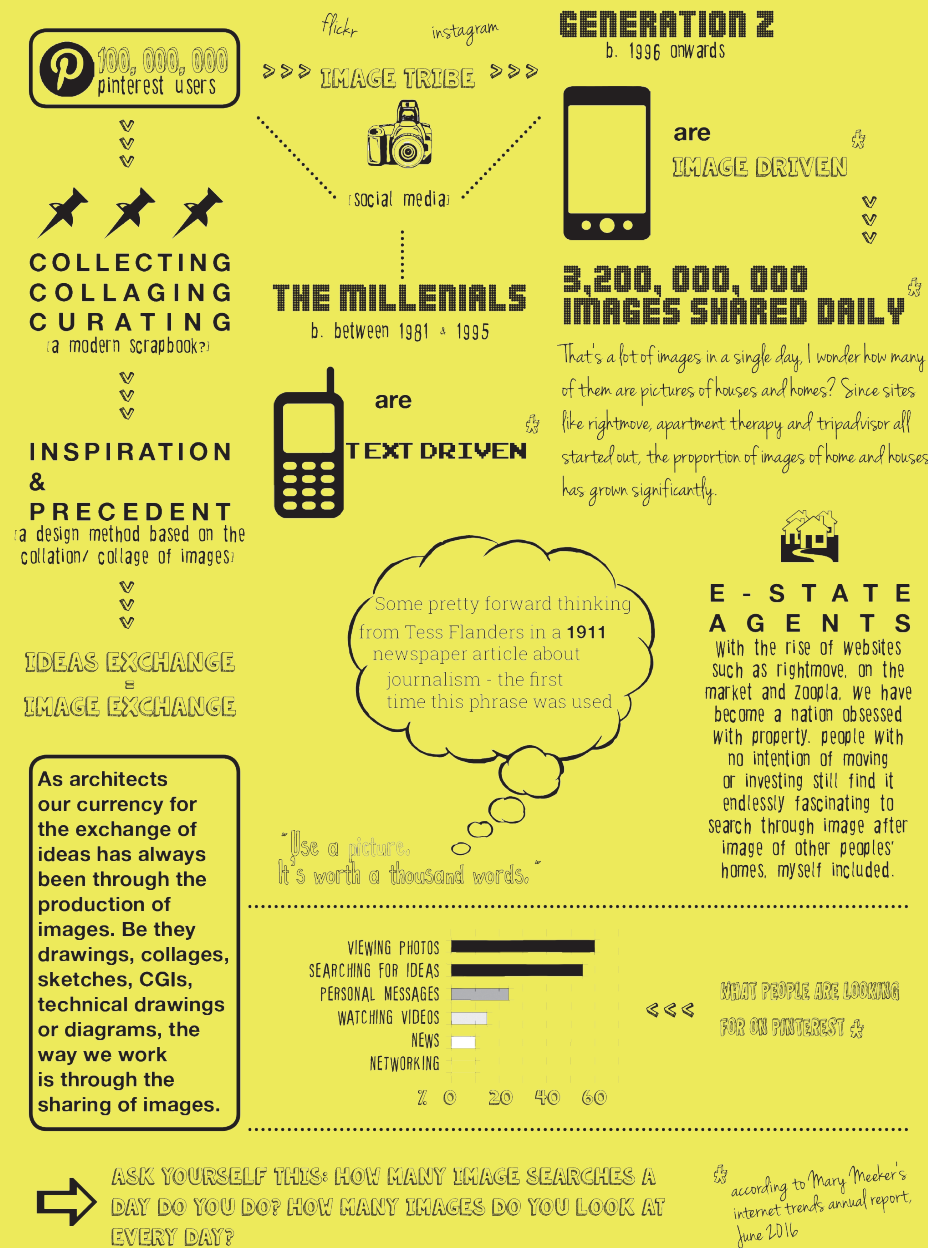 100, 000, 000
pinterest users
COLLECTING
COLLAGING
CURATING
[a modern scrapbook?]
INSPIRATION
&
PRECEDENT
[a design method based on the
collation/ collage of images]
IDEAS EXCHANGE
=
IMAGE EXCHANGE
As architects
our currency for
the exchange of
ideas has always
been through the
production of
images. Be they
drawings, collages,
sketches, CGIs,
technical drawings
or diagrams, the
way we work
is through the
sharing of images.
flickr
instagram
>>> IMAGE TRIBE >>>
[social media]
THE MILLENIALS
b. between 1981 & 1995
are
TEXT DRIVEN
*
GENERATION Z
b. 1996 onwards
are
IMAGE DRIVEN
*
3,200, 000, 000
IMAGES SHARED DAILY *
That's a lot of images in a single day, I wonder how many
of them are pictures of houses and homes? Since sites
like rightmove, apartment therapy and tripadvisor all
started out, the proportion of images of home and houses
has grown significantly.
Some pretty forward thinking
from Tess Flanders in a 1911
newspaper article about
journalism - the first
time this phrase was used
"Use a picture.
It's worth a thousand words."
E-STATE
AGENTS
With the rise of websites
such as rightmove, on the
market and Zoopla, we have
become a nation obsessed
with property. people with
no intention of moving
or investing still find it
endlessly fascinating to
search through image after
image of other peoples'
homes, myself included.
VIEWING PHOTOS
SEARCHING FOR IDEAS
PERSONAL MESSAGES
WATCHING VIDEOS
NEWS
NETWORKING
% 0 20 40 60
<<<
WHAT PEOPLE ARE LOOKING
FOR ON PINTEREST *
ASK YOURSELF THIS: HOW MANY IMAGE SEARCHES A
DAY DO YOU DO? HOW MANY IMAGES DO YOU LOOK AT
EVERY DAY?
* according to Mary Meeker's
internet trends annual report,
June 2016